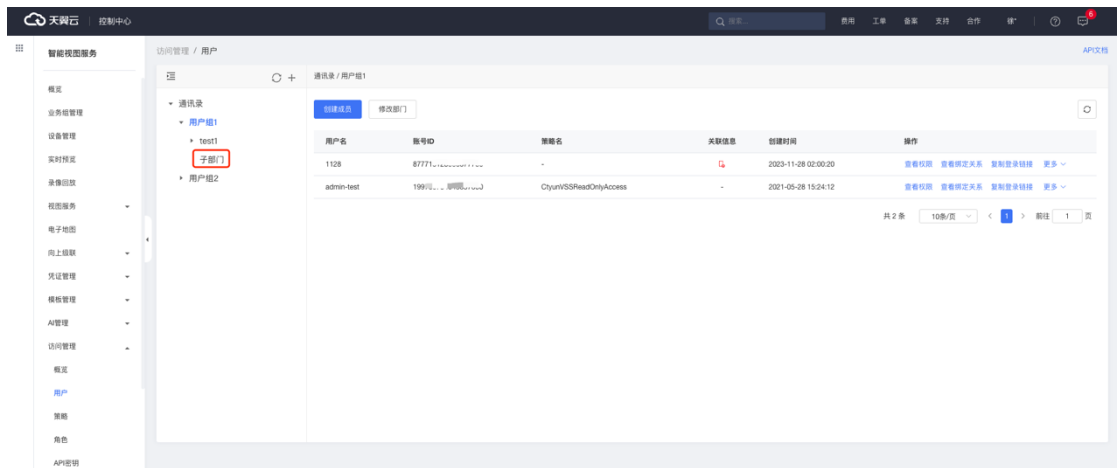 天翼云 控制中心 搜索... 费用 工单 备案 支持 合作 6
智能视图服务 访问管理 / 用户 API文档
通讯录 / 用户组1
概览
业务组管理
设备管理
实时预览
录像回放
视图服务
电子地图
向上级联
凭证管理
模板管理
AI管理
访问管理
概览
用户
策略
角色
API密钥
通讯录
用户组1
test1
子部门
用户组2
创建成员 修改部门
用户名 账号ID 策略名 关联信息 创建时间 操作
1128 - 2023-11-28 02:00:20 查看权限 查看绑定关系 复制登录链接 更多
admin-test CtyunVSSReadOnlyAccess - 2021-05-28 15:24:12 查看权限 查看绑定关系 复制登录链接 更多
共 2 条 10条/页 1 前往 1 页